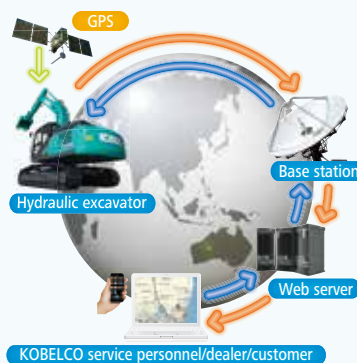 GPS
Hydraulic excavator
Base station
Web server
KOBELCO service personnel/dealer/customer